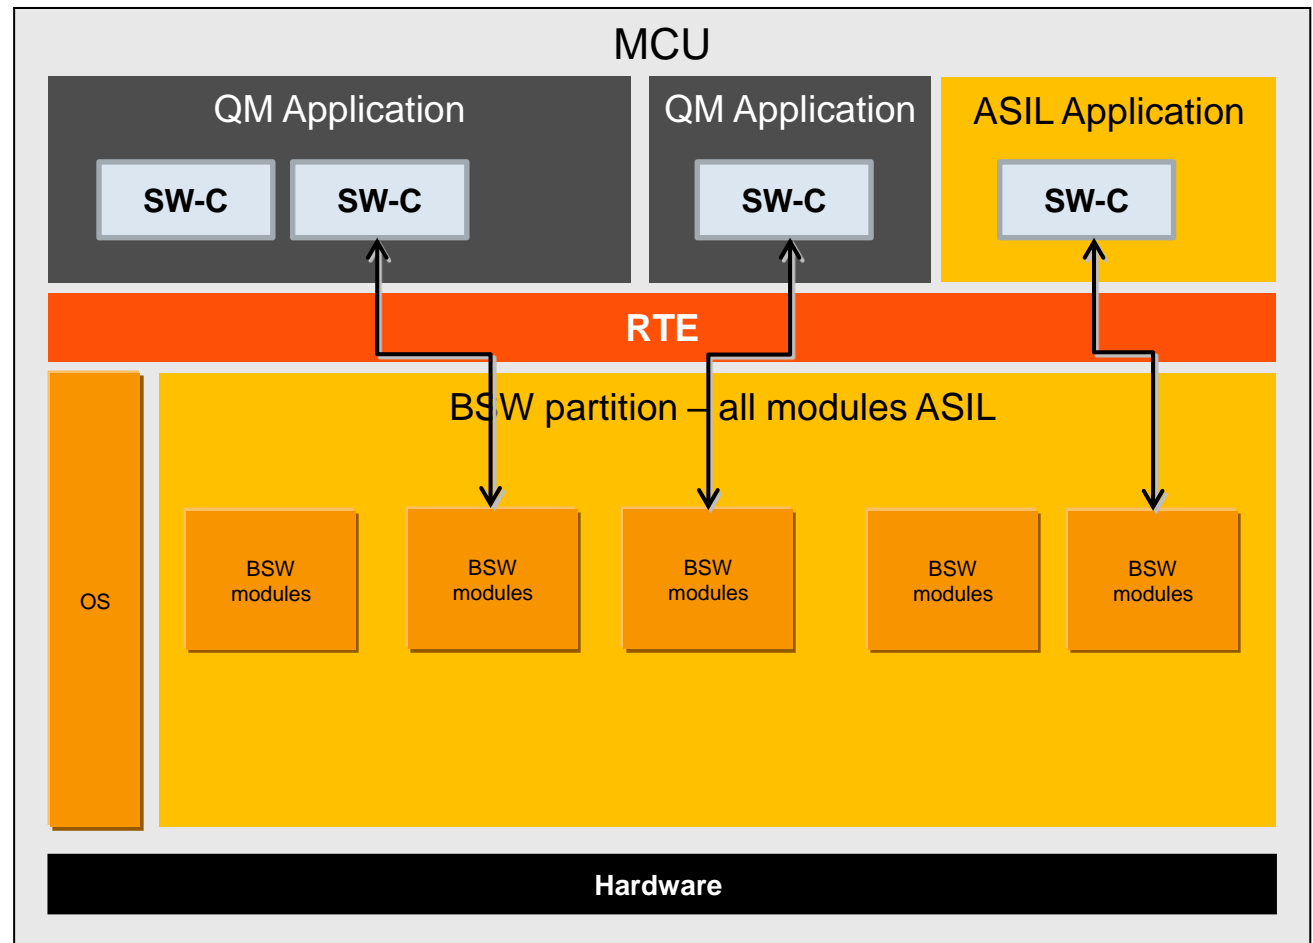 MCU
QM Application
QM Application
ASIL Application
SW-C
SW-C
SW-C
SW-C
RTE
BSW partition – all modules ASIL
OS
BSW
modules
BSW
modules
BSW
modules
BSW
modules
BSW
modules
Hardware